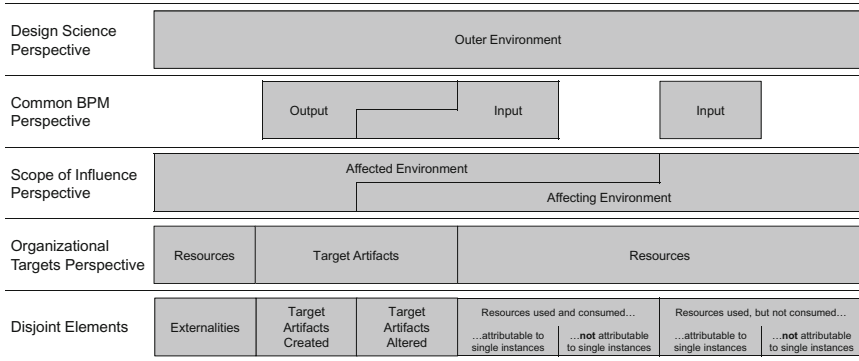 Design Science
Perspective
Outer Environment
Common BPM
Perspective
Output
Input
Input
Scope of Influence
Perspective
Affected Environment
Affecting Environment
Organizational
Targets Perspective
Resources
Target Artifacts
Resources
Disjoint Elements
Externalities
Target
Artifacts
Created
Target
Artifacts
Altered
Resources used and consumed…
…attributable to
single instances
…not attributable
to single instances
Resources used, but not consumed…
…attributable to
single instances
…not attributable
to single instances